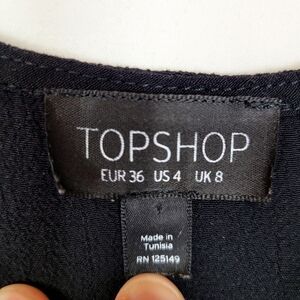 TOPSHOP
EUR 36 US 4 UK 8
Made in
Tunisia
RN 125149